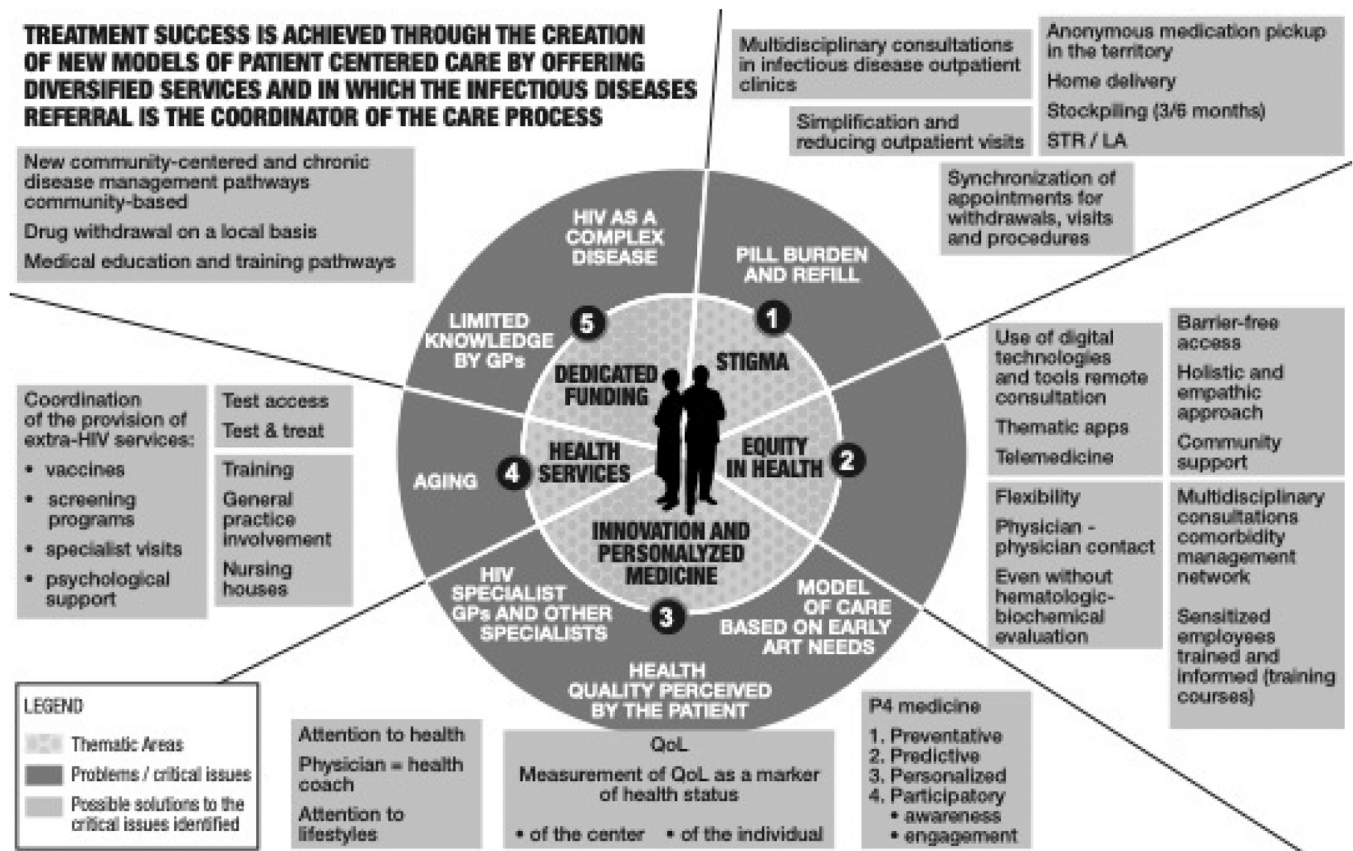 TREATMENT SUCCESS IS ACHIEVED THROUGH THE CREATION
OF NEW MODELS OF PATIENT CENTERED CARE BY OFFERING
DIVERSIFIED SERVICES AND IN WHICH THE INFECTIOUS DISEASES
REFERRAL IS THE COORDINATOR OF THE CARE PROCESS
New community-centered and chronic
disease management pathways
community-based
Drug withdrawal on a local basis
Medical education and training pathways
Multidisciplinary consultations
in infectious disease outpatient
clinics
Simplification and
reducing outpatient visits
Anonymous medication pickup
in the territory
Home delivery
Stockpiling (3/6 months)
STR / LA
Synchronization of
appointments for
withdrawals, visits
and procedures
HIV AS A
COMPLEX
DISEASE
PILL BURDEN
AND REFILL
LIMITED
KNOWLEDGE
BY GPs
5
DEDICATED
FUNDING
1
STIGMA
AGING
4
HEALTH
SERVICES
EQUITY
IN HEALTH
2
INNOVATION AND
PERSONALYZED
MEDICINE
3
HIV
SPECIALIST
GPs AND OTHER
SPECIALISTS
HEALTH
QUALITY PERCEIVED
BY THE PATIENT
MODEL
OF CARE
BASED ON EARLY
ART NEEDS
Use of digital
technologies
and tools remote
consultation
Thematic apps
Telemedicine
Barrier-free
access
Holistic and
empathic
approach
Community
support
Flexibility
Physician -
physician contact
Even without
hematologic-
biochemical
evaluation
Multidisciplinary
consultations
comorbidity
management
network
Sensitized
employees
trained and
informed (training
courses)
Coordination
of the provision of
extra-HIV services:
• vaccines
• screening
programs
• specialist visits
• psychological
support
Test access
Test & treat
Training
General
practice
involvement
Nursing
houses
LEGEND
Thematic Areas
Problems / critical issues
Possible solutions to the
critical issues identified
Attention to health
Physician = health
coach
Attention to
lifestyles
QoL
Measurement of QoL as a marker
of health status
• of the center • of the individual
P4 medicine
1. Preventative
2. Predictive
3. Personalized
4. Participatory
• awareness
• engagement